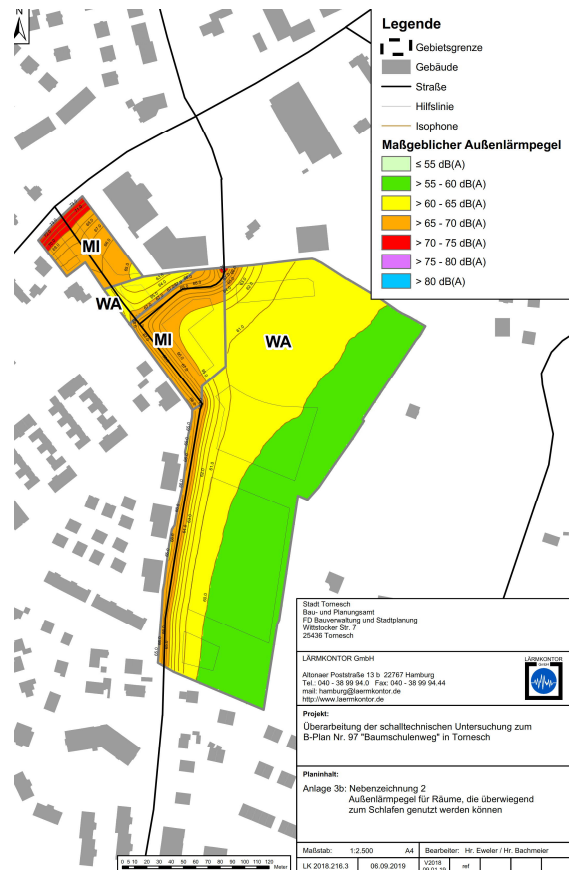 N
Legende
Gebietsgrenze
Gebäude
Straße
Hilfslinie
Isophone
Maßgeblicher Außenlärmpegel
≤ 55 dB(A)
> 55 - 60 dB(A)
> 60 - 65 dB(A)
> 65 - 70 dB(A)
> 70 - 75 dB(A)
> 75 - 80 dB(A)
> 80 dB(A)
MI
WA
MI
WA
Stadt Tornesch
Bau- und Planungsamt
FD Bauverwaltung und Stadtplanung
Wittstocker Str. 7
25436 Tornesch
LÄRMKONTOR GmbH
LÄRMKONTOR
GmbH
Altonaer Poststraße 13 b 22767 Hamburg
Tel.: 040 - 38 99 94.0 Fax: 040 - 38 99 94.44
mail: hamburg@laermkontor.de
http://www.laermkontor.de
Projekt:
Überarbeitung der schalltechnischen Untersuchung zum
B-Plan Nr. 97 "Baumschulenweg" in Tornesch
Planinhalt:
Anlage 3b: Nebenzeichnung 2
Außenlärmpegel für Räume, die überwiegend
zum Schlafen genutzt werden können
Maßstab: 1:2.500 A4 Bearbeiter: Hr. Eweler / Hr. Bachmeier
0 5 10 20 30 40 50 60 70 80 90 100 110 120
Meter
LK 2018.216.3 06.09.2019 V2018 ref